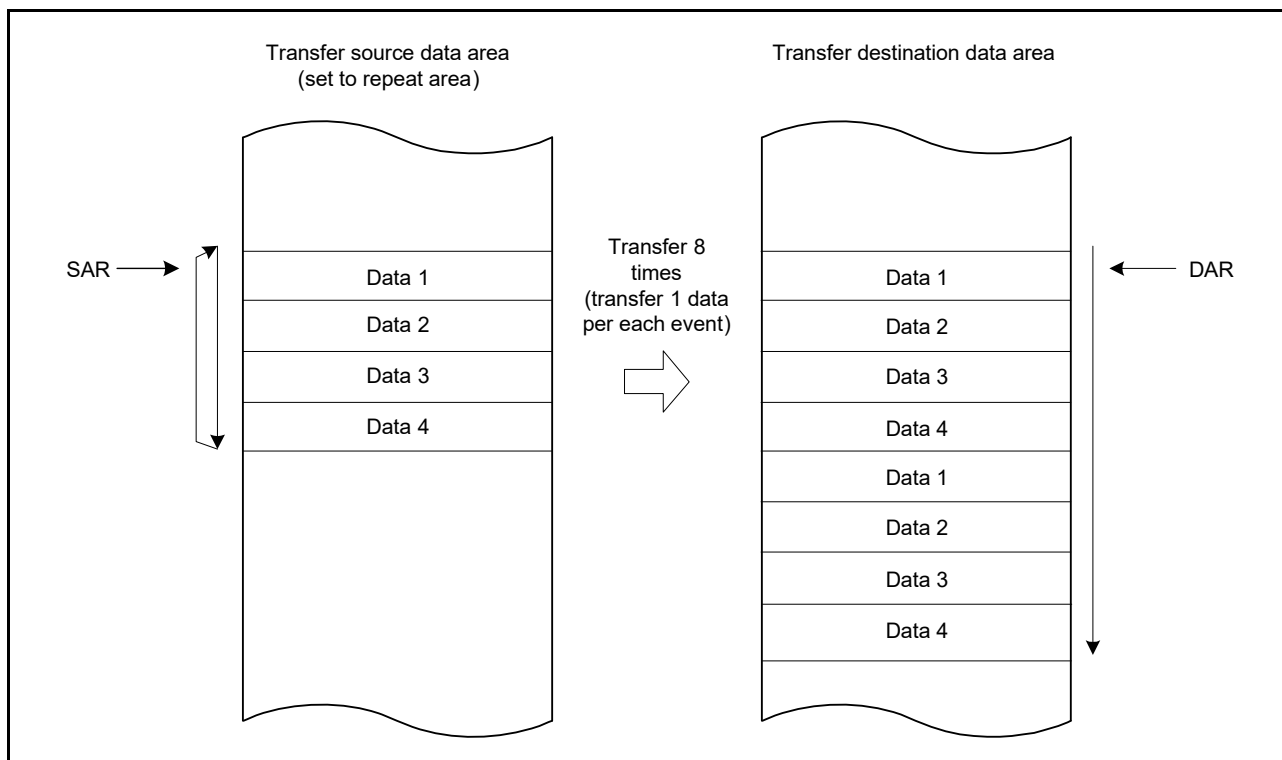 Transfer source data area
(set to repeat area)
Transfer destination data area
SAR
Data 1
Data 2
Data 3
Data 4
Transfer 8
times
(transfer 1 data
per each event)
Data 1
Data 2
Data 3
Data 4
Data 1
Data 2
Data 3
Data 4
DAR